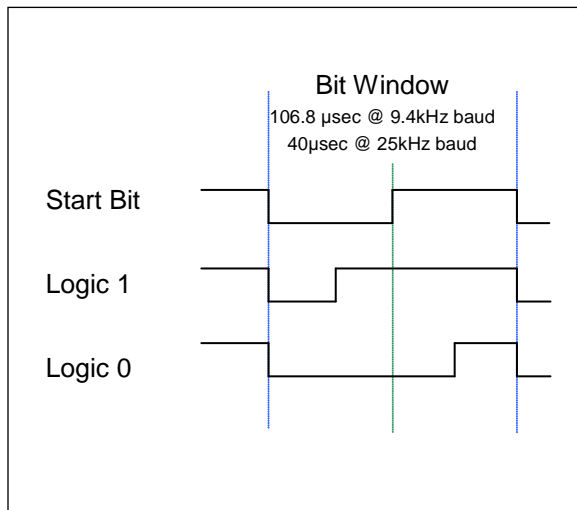 Bit Window
106.8 µsec @ 9.4kHz baud
40µsec @ 25kHz baud
Start Bit
Logic 1
Logic 0